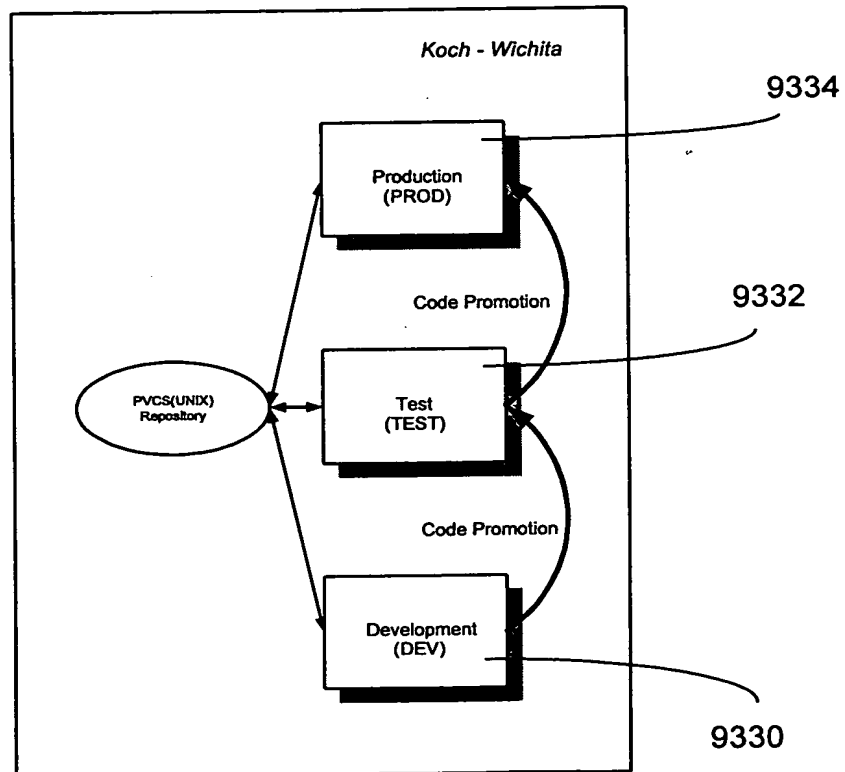 Koch - Wichita
9334
Production
(PROD)
Code Promotion
9332
PVCS(UNIX)
Repository
Test
(TEST)
Code Promotion
Development
(DEV)
9330